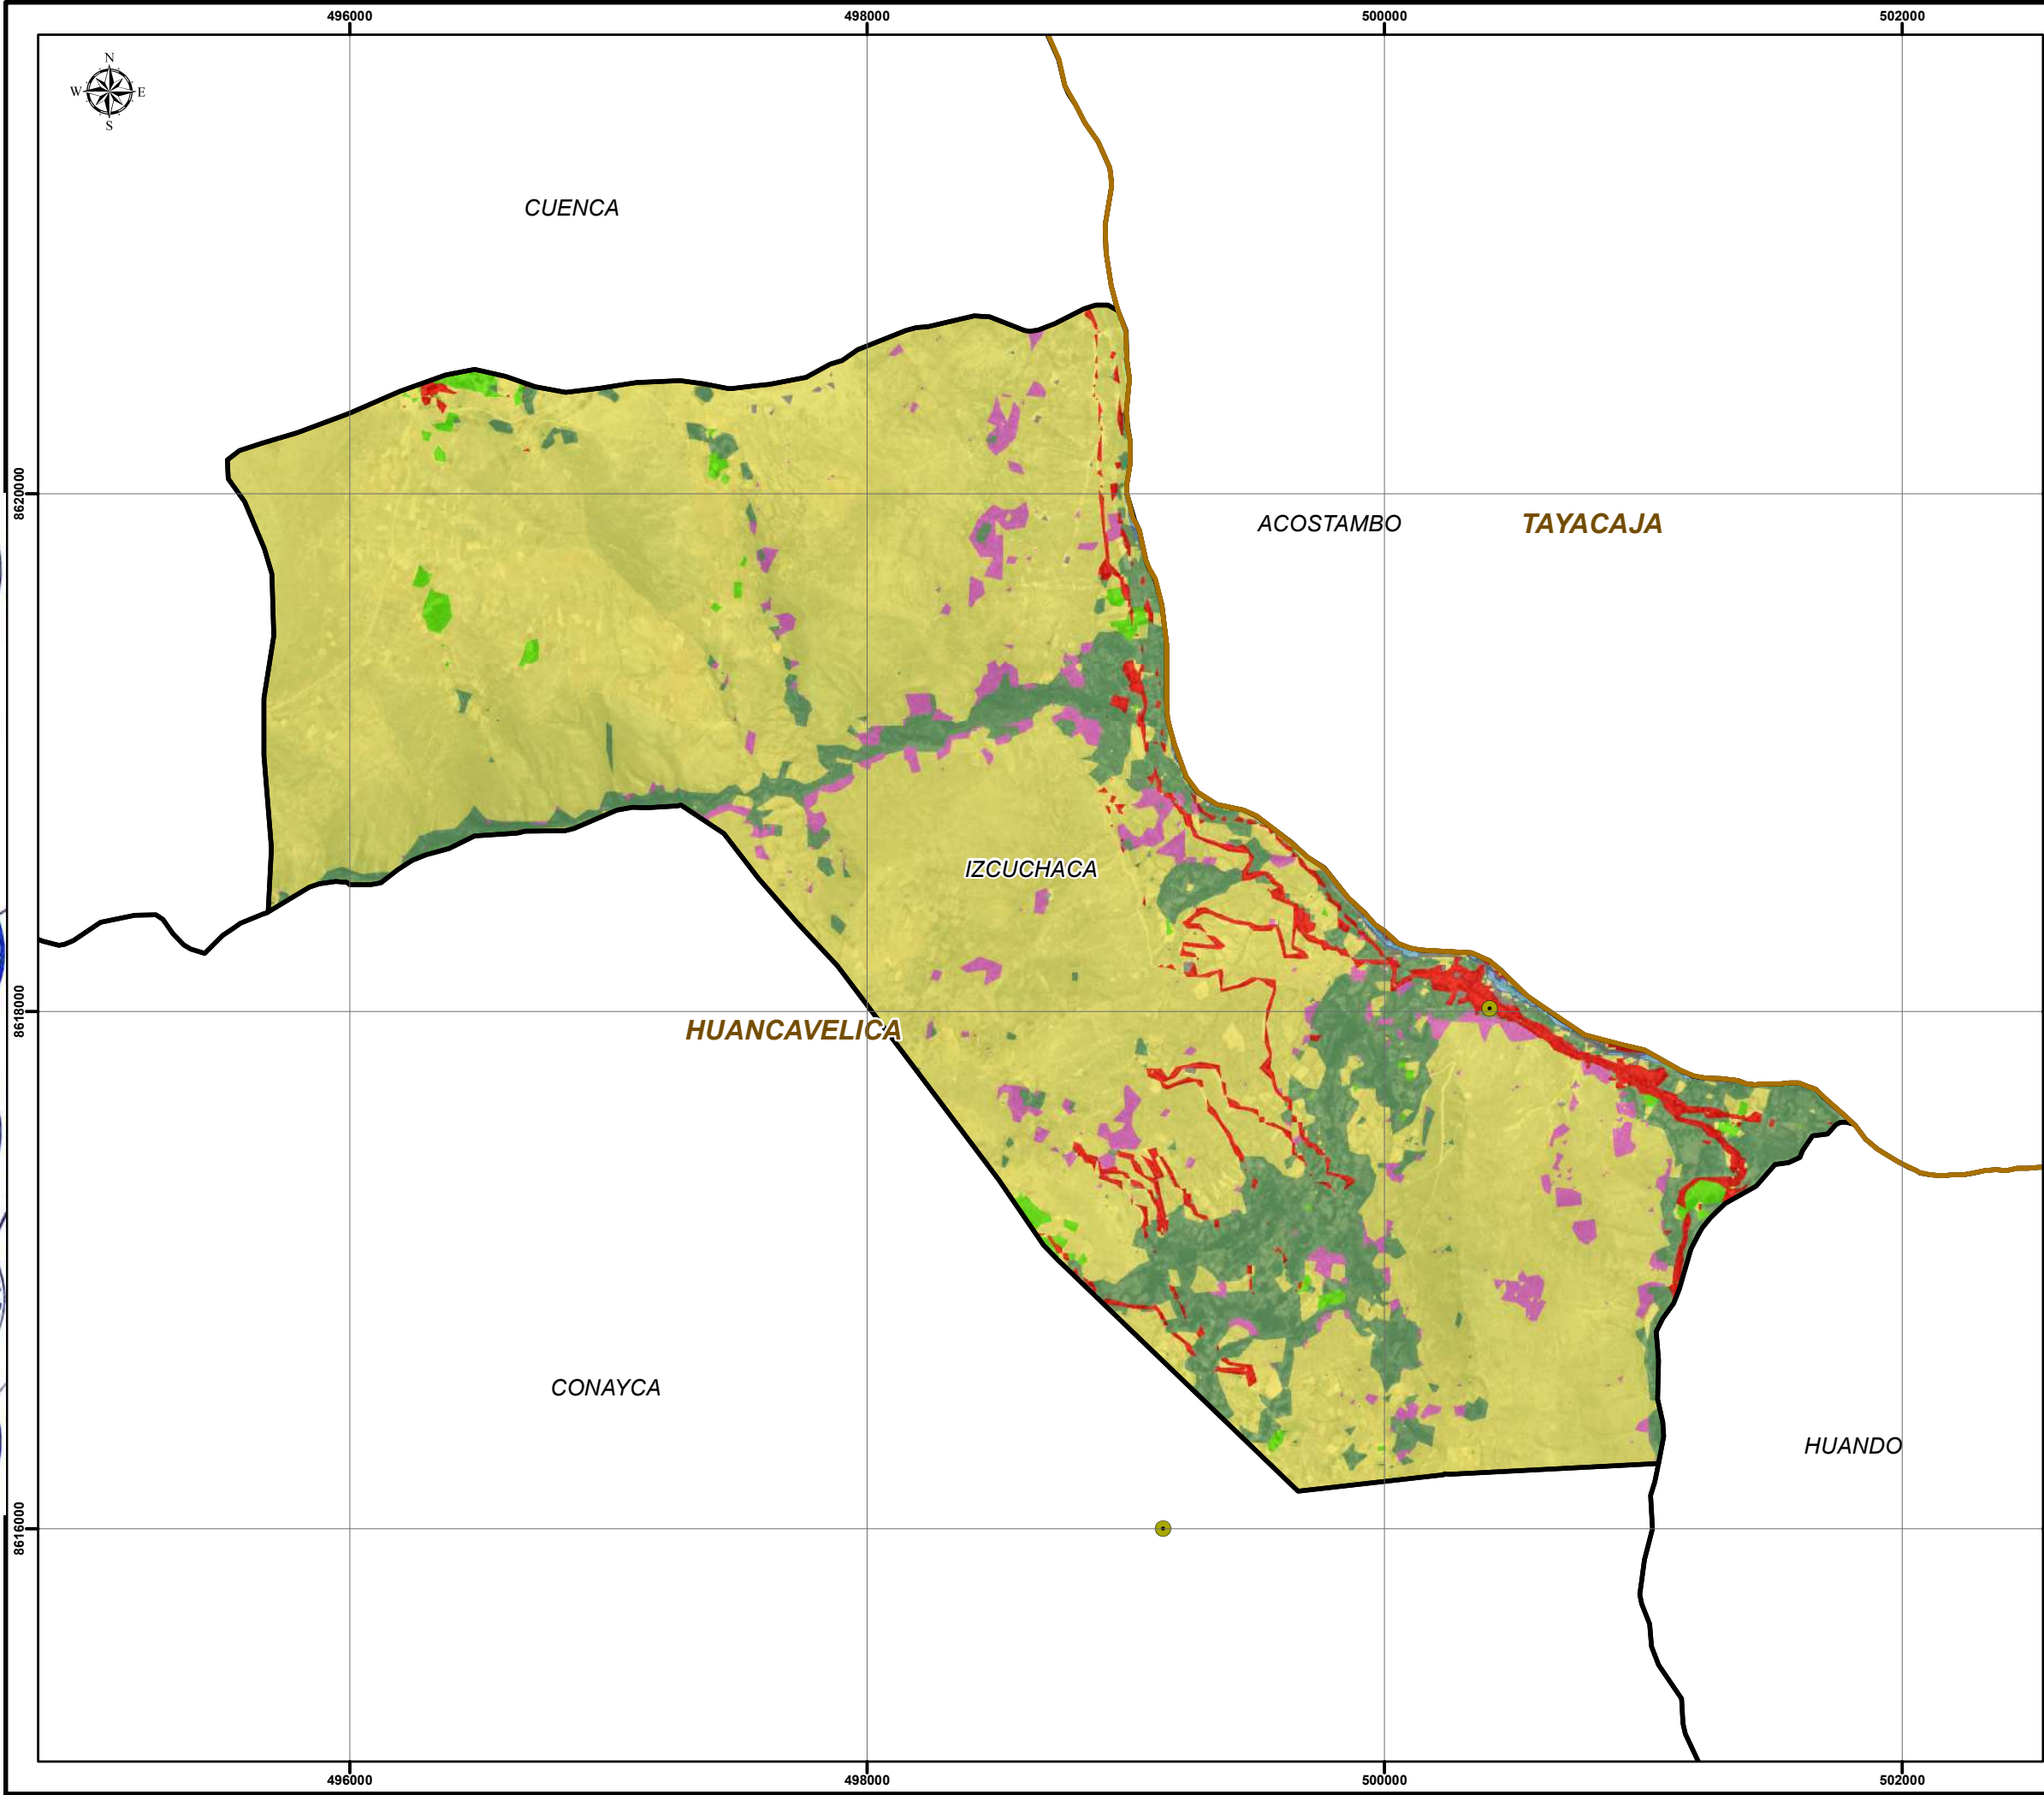 496000
498000
500000
502000
N
W
E
S
CUENCA
8620000
ACOSTAMBO
TAYACAJA
IZCUCHACA
8618000
HUANCAVELICA
CONAYCA
HUANDO
8616000
496000
498000
500000
502000